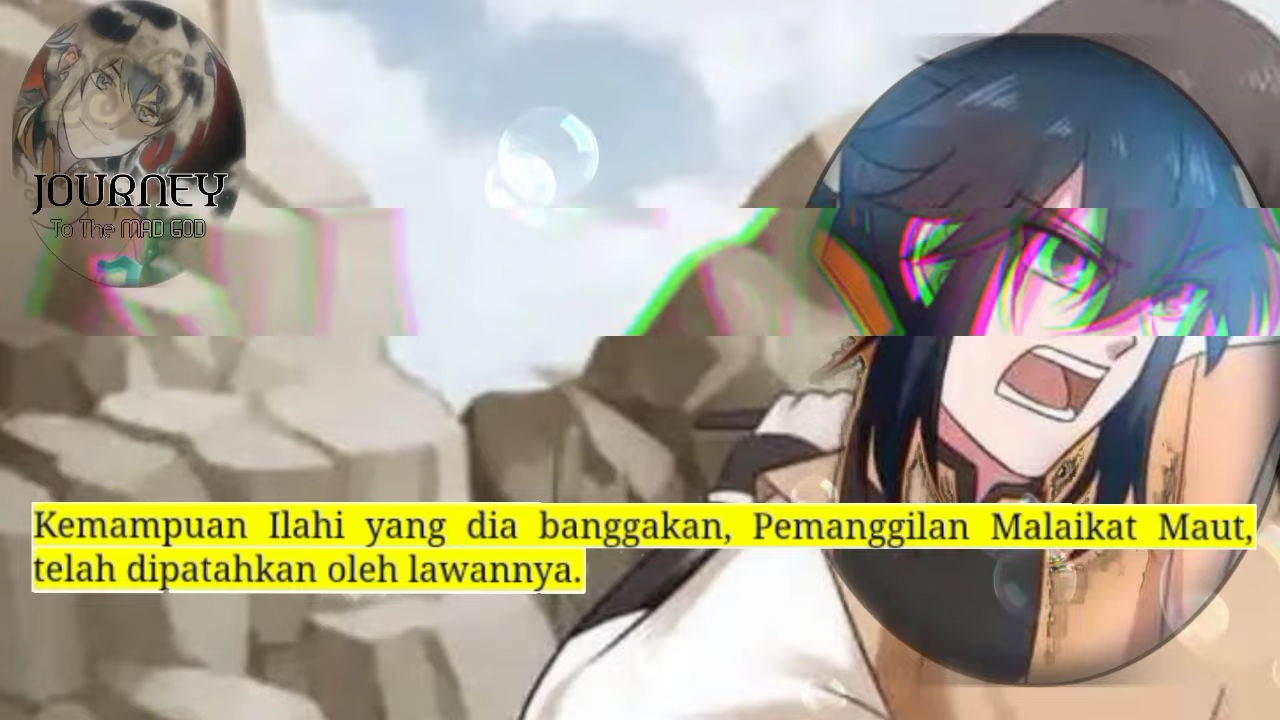 JOURNEY
To The MAD GOD
Kemampuan Ilahi yang dia banggakan, Pemanggilan Malaikat Maut,
telah dipatahkan oleh lawannya.